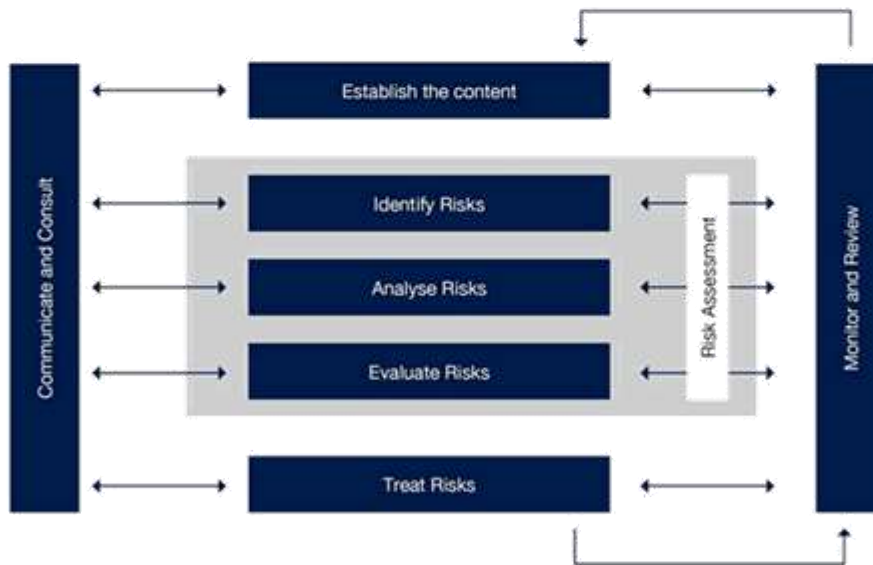 Establish the content
Communicate and Consult
Identify Risks
Analyse Risks
Evaluate Risks
Risk Assessment
Monitor and Review
Treat Risks